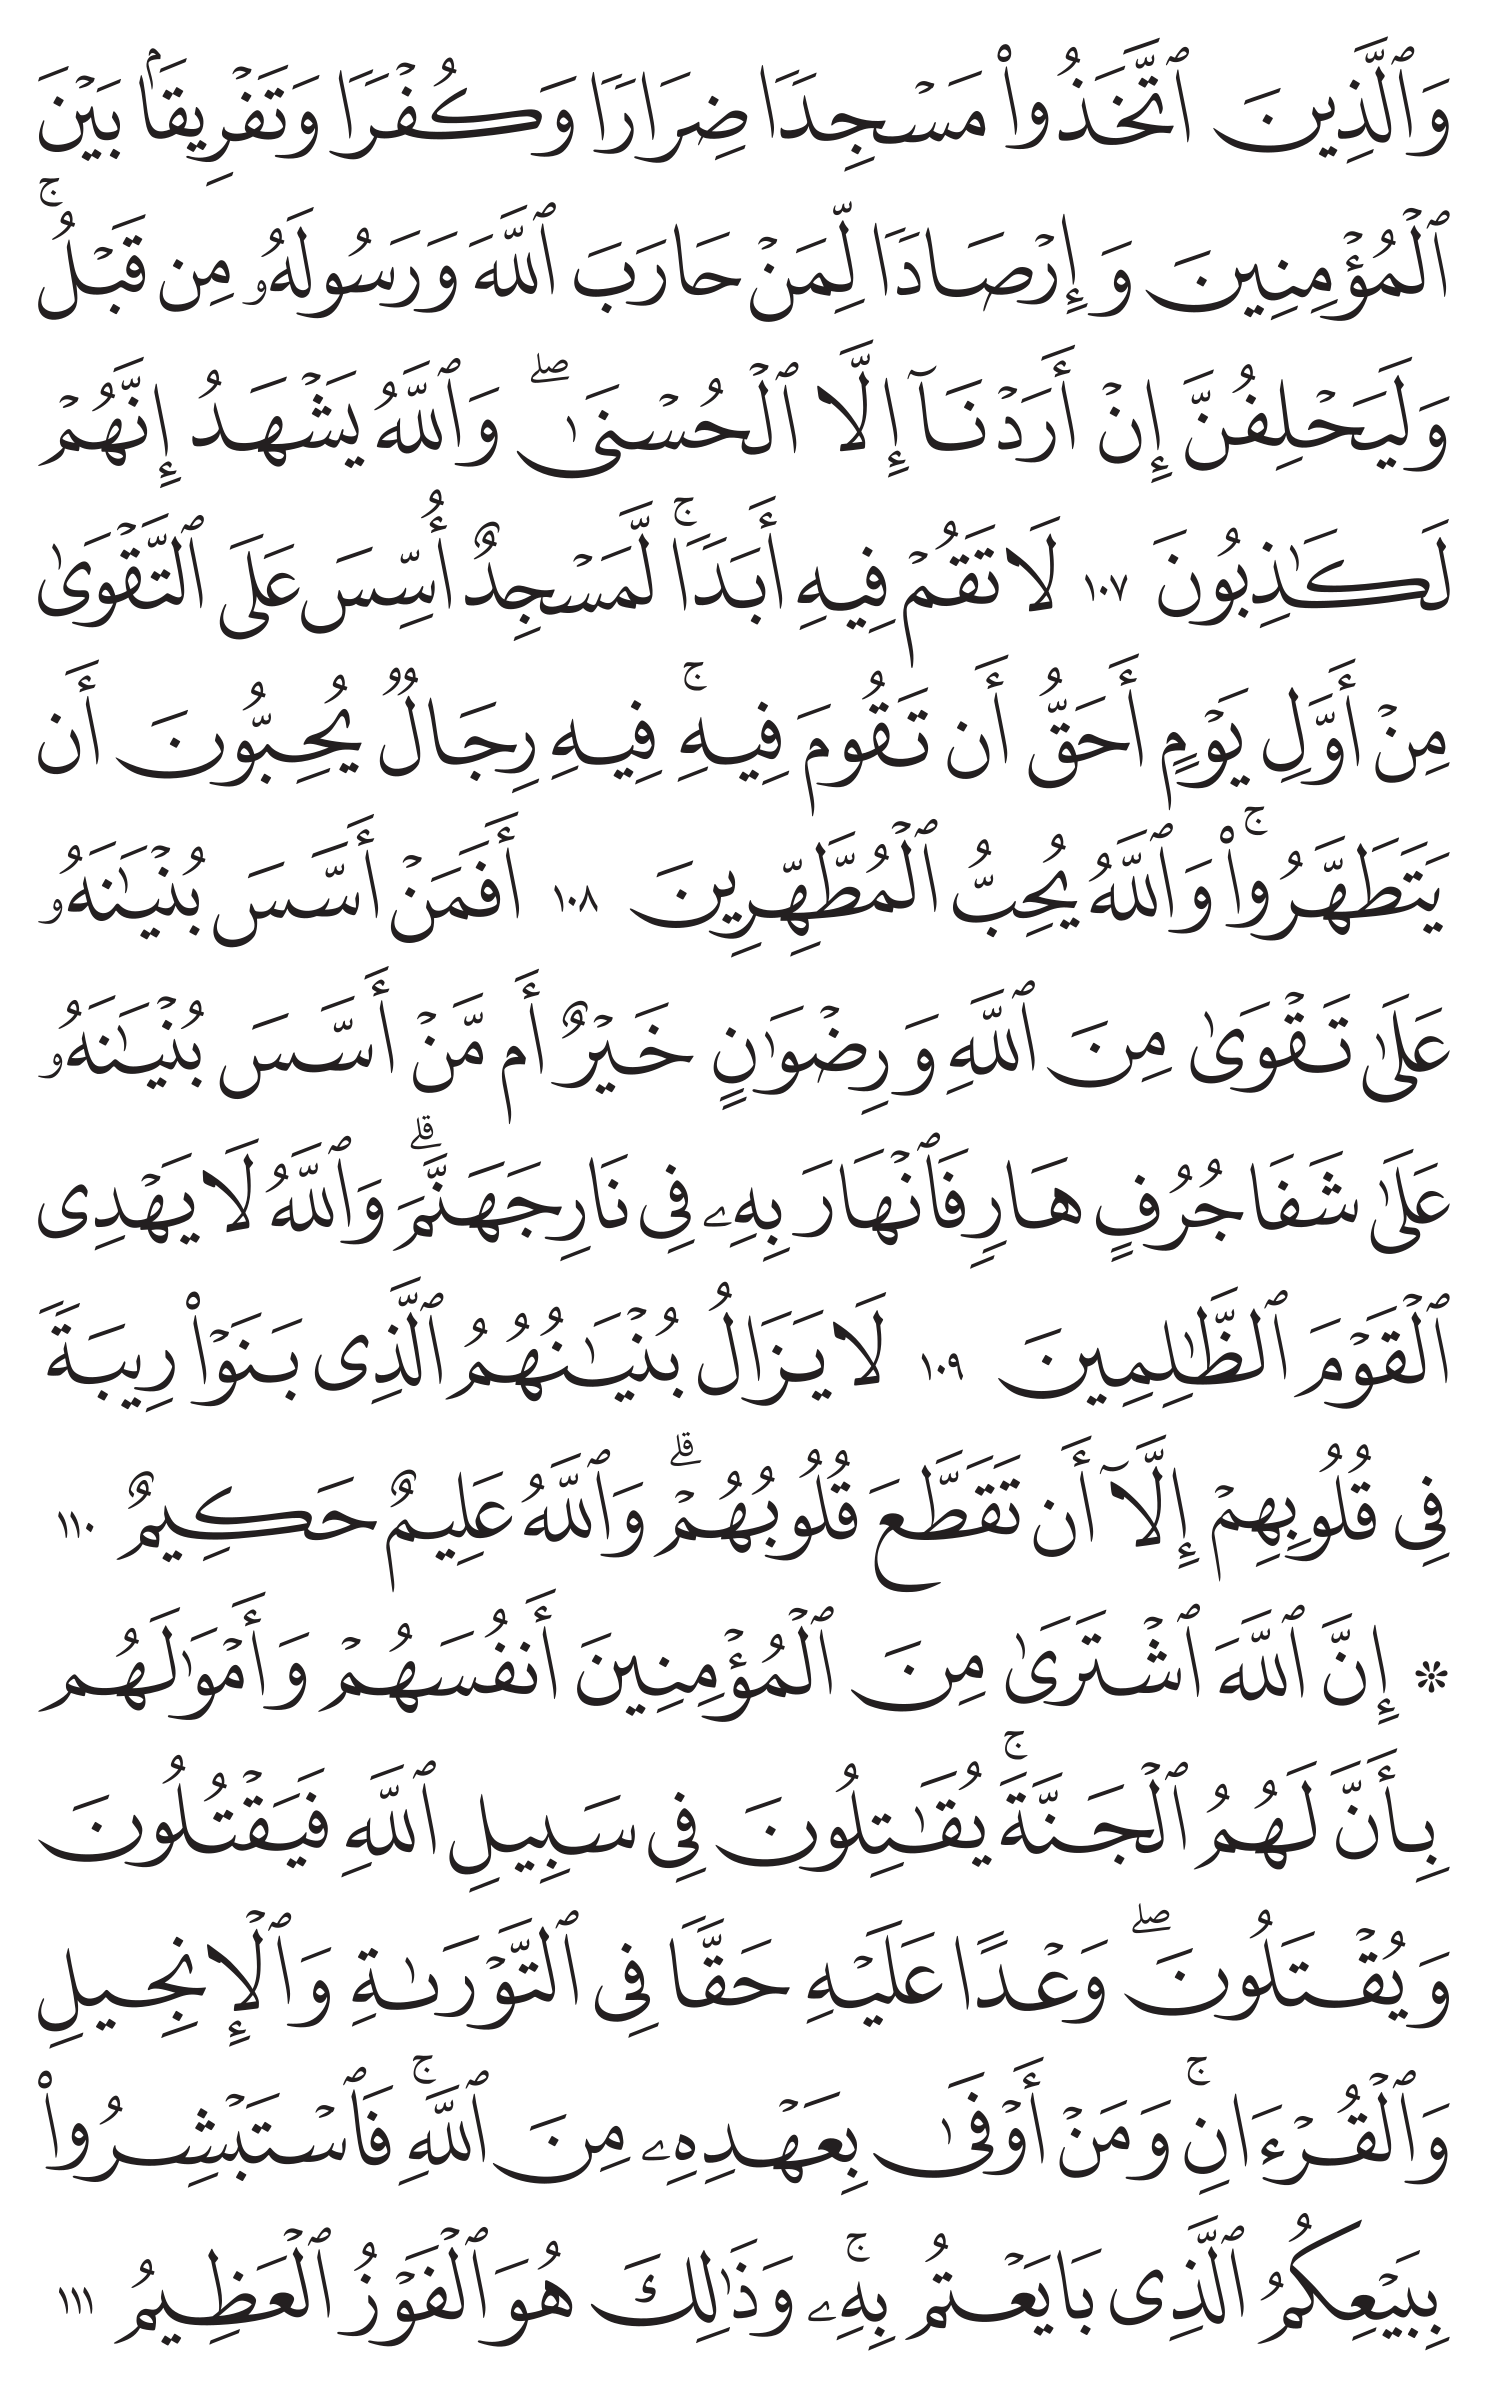 وَٱلَّذِينَ ٱتَّخَذُوا۟ مَسْجِدًا ضِرَارًا وَكُفْرًا وَتَفْرِيقًۢا بَيْنَ
ٱلْمُؤْمِنِينَ وَإِرْصَادًا لِّمَنْ حَارَبَ ٱللَّهَ وَرَسُولَهُۥ مِن قَبْلُ ۚ
وَلَيَحْلِفُنَّ إِنْ أَرَدْنَآ إِلَّا ٱلْحُسْنَىٰ ۖ وَٱللَّهُ يَشْهَدُ إِنَّهُمْ
لَكَـٰذِبُونَ ١٠٧ لَا تَقُمْ فِيهِ أَبَدًا ۚ لَّمَسْجِدٌ أُسِّسَ عَلَى ٱلتَّقْوَىٰ
مِنْ أَوَّلِ يَوْمٍ أَحَقُّ أَن تَقُومَ فِيهِ ۚ فِيهِ رِجَالٌ يُحِبُّونَ أَن
يَتَطَهَّرُوا۟ ۚ وَٱللَّهُ يُحِبُّ ٱلْمُطَّهِّرِينَ ١٠٨ أَفَمَنْ أَسَّسَ بُنْيَـٰنَهُۥ
عَلَىٰ تَقْوَىٰ مِنَ ٱللَّهِ وَرِضْوَٰنٍ خَيْرٌ أَم مَّنْ أَسَّسَ بُنْيَـٰنَهُۥ
عَلَىٰ شَفَا جُرُفٍ هَارٍ فَٱنْهَارَ بِهِۦ فِى نَارِ جَهَنَّمَ ۗ وَٱللَّهُ لَا يَهْدِى
ٱلْقَوْمَ ٱلظَّـٰلِمِينَ ١٠٩ لَا يَزَالُ بُنْيَـٰنُهُمُ ٱلَّذِى بَنَوْا۟ رِيبَةً
فِى قُلُوبِهِمْ إِلَّآ أَن تَقَطَّعَ قُلُوبُهُمْ ۗ وَٱللَّهُ عَلِيمٌ حَكِيمٌ ١١٠
۞ إِنَّ ٱللَّهَ ٱشْتَرَىٰ مِنَ ٱلْمُؤْمِنِينَ أَنفُسَهُمْ وَأَمْوَٰلَهُم
بِأَنَّ لَهُمُ ٱلْجَنَّةَ ۚ يُقَـٰتِلُونَ فِى سَبِيلِ ٱللَّهِ فَيَقْتُلُونَ
وَيُقْتَلُونَ ۖ وَعْدًا عَلَيْهِ حَقًّا فِى ٱلتَّوْرَىٰةِ وَٱلْإِنجِيلِ
وَٱلْقُرْءَانِ ۚ وَمَنْ أَوْفَىٰ بِعَهْدِهِۦ مِنَ ٱللَّهِ ۚ فَٱسْتَبْشِرُوا۟
بِبَيْعِكُمُ ٱلَّذِى بَايَعْتُم بِهِۦ ۚ وَذَٰلِكَ هُوَ ٱلْفَوْزُ ٱلْعَظِيمُ ١١١